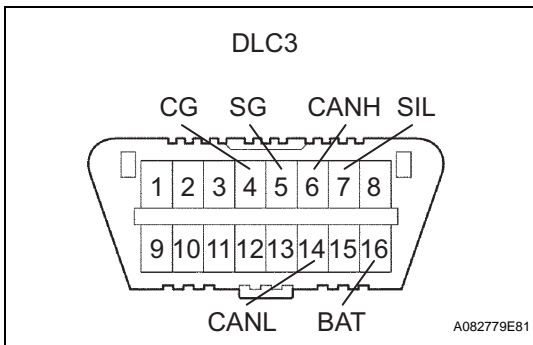 DLC3
CG SG CANH SIL
1 2 3 4 5 6 7 8
9 10 11 12 13 14 15 16
CANL BAT
A082779E81